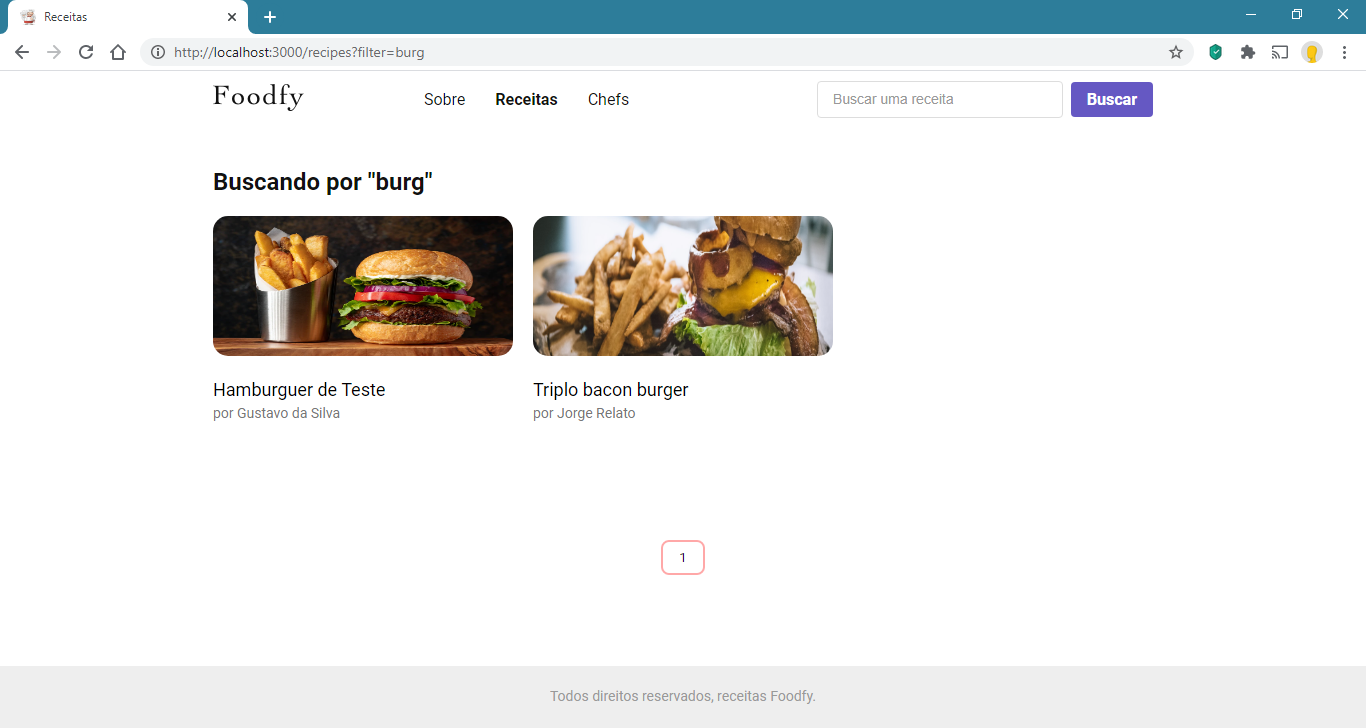 Receitas
http://localhost:3000/recipes?filter=burg
Foodfy
Sobre Receitas Chefs
Buscar uma receita Buscar
Buscando por "burg"
Hamburguer de Teste
por Gustavo da Silva
Triplo bacon burger
por Jorge Relato
1
Todos direitos reservados, receitas Foodfy.